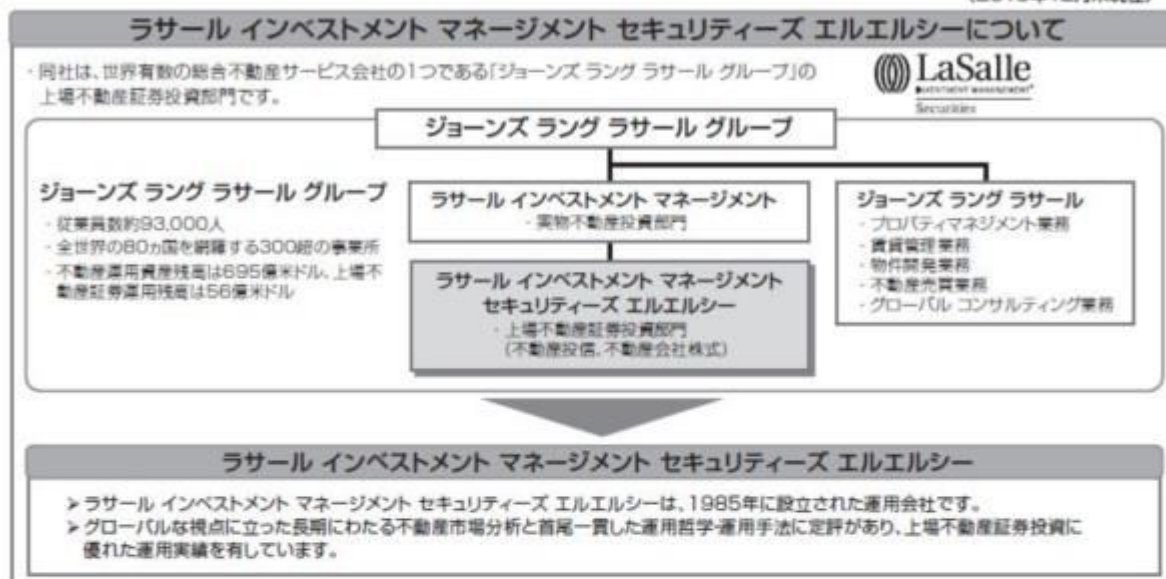 ラサール インベストメント マネージメント セキュリティーズ エルエルシーについて
・同社は、世界有数の総合不動産サービス会社の1つである「ジョーンズ ラング ラサール グループ」の
上場不動産証券投資部門です。
LaSalle
INVESTMENT MANAGEMENT
Securities
ジョーンズ ラング ラサール グループ
ジョーンズ ラング ラサール グループ
・従業員数約93,000人
・全世界の80ヵ国を網羅する300超の事業所
・不動産運用資産残高は695億米ドル、上場不
動産証券運用残高は56億米ドル
ラサール インベストメント マネージメント
・実物不動産投資部門
ラサール インベストメント マネージメント
セキュリティーズ エルエルシー
・上場不動産証券投資部門
(不動産投信、不動産会社株式)
ジョーンズ ラング ラサール
・プロパティマネジメント業務
・賃貸管理業務
・物件開発業務
・不動産売買業務
・グローバル コンサルティング業務
ラサール インベストメント マネージメント セキュリティーズ エルエルシー
➢ラサール インベストメント マネージメント セキュリティーズ エルエルシーは、1985年に設立された運用会社です。
➢グローバルな視点に立った長期にわたる不動産市場分析と首尾一貫した運用哲学・運用手法に定評があり、上場不動産証券投資に
優れた運用実績を有しています。